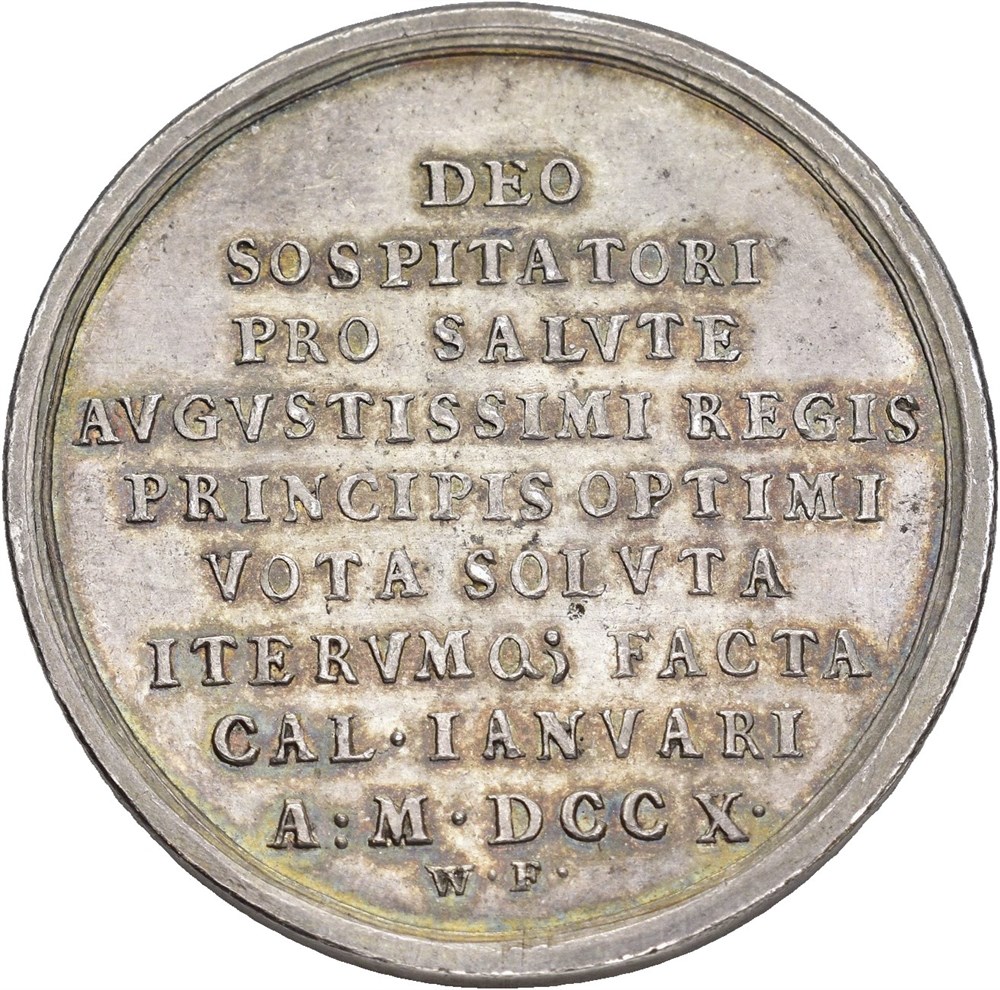 DEO
SOSPITATORI
PRO SALVTE
AVGVSTISSIMI REGIS
PRINCIPIS OPTIMI
VOTA SOLVTA
ITERVMQ; FACTA
CAL · IANVARI
A : M · DCCX ·
W · F ·